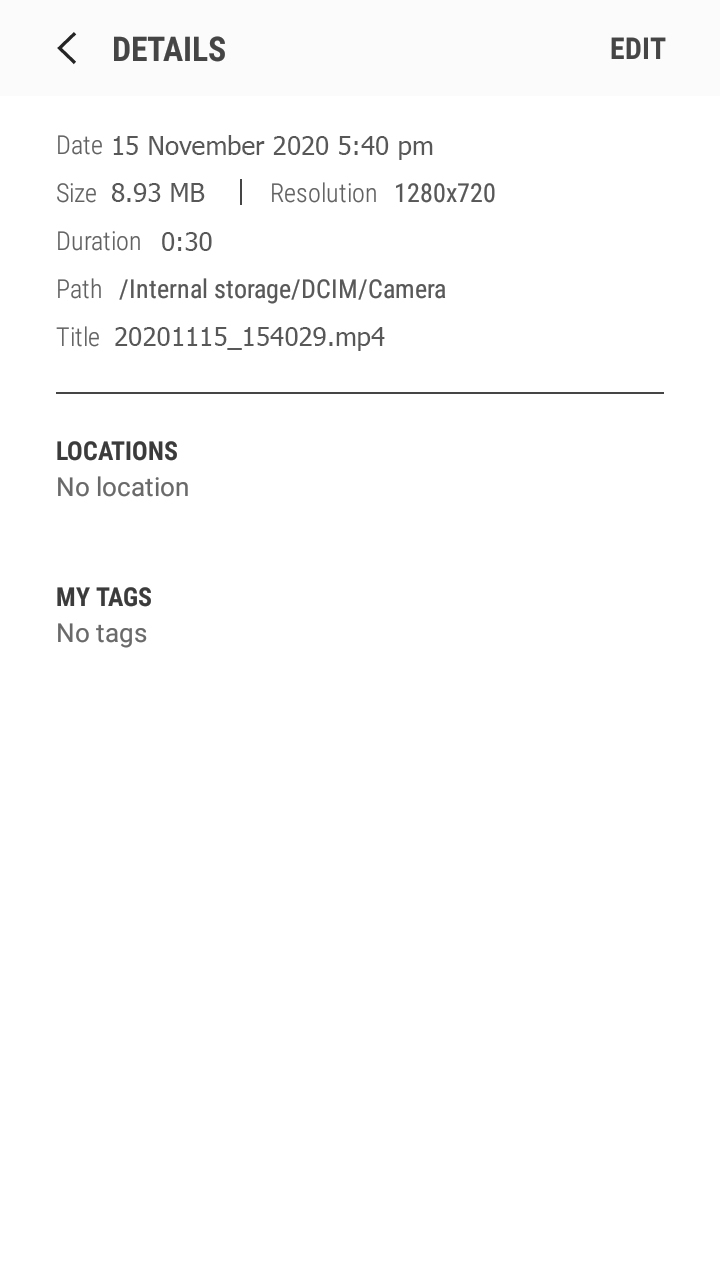 DETAILS EDIT
Date 15 November 2020 5:40 pm
Size 8.93 MB | Resolution 1280x720
Duration 0:30
Path /Internal storage/DCIM/Camera
Title 20201115_154029.mp4
LOCATIONS
No location
MY TAGS
No tags